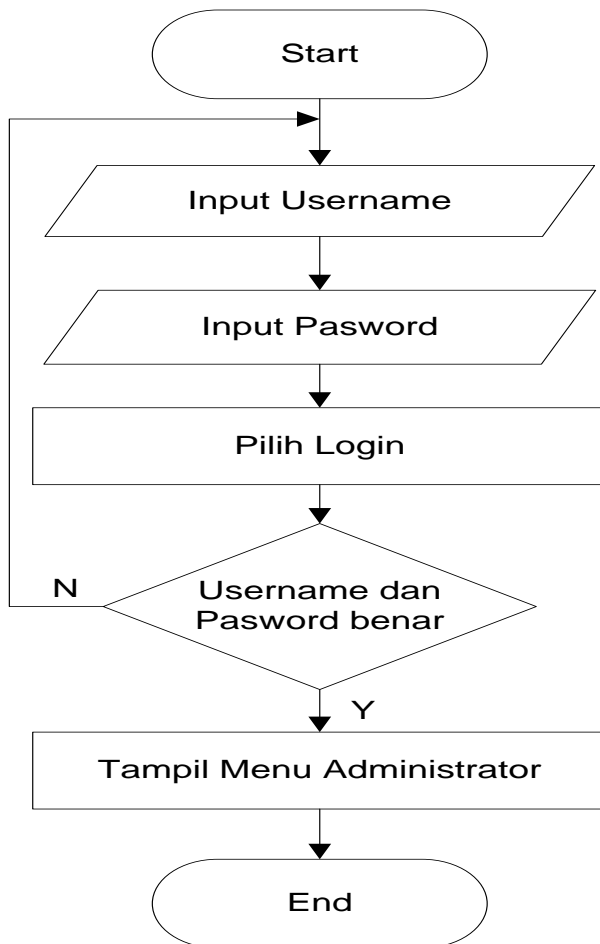 Start
Input Username
Input Pasword
Pilih Login
N
Username dan
Pasword benar
Y
Tampil Menu Administrator
End